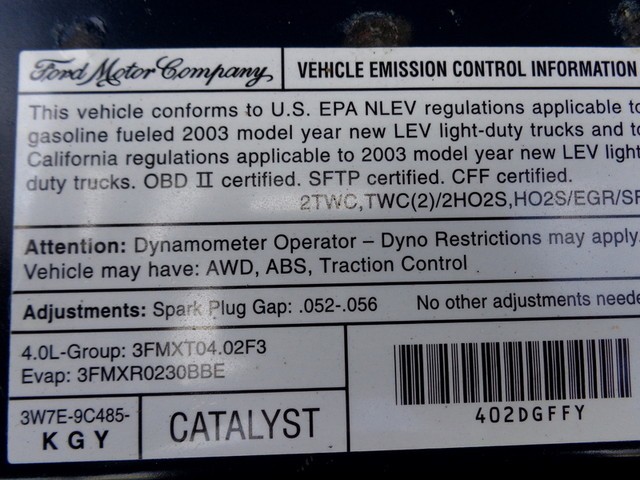 Ford Motor Company
VEHICLE EMISSION CONTROL INFORMATION
This vehicle conforms to U.S. EPA NLEV regulations applicable to
gasoline fueled 2003 model year new LEV light-duty trucks and to
California regulations applicable to 2003 model year new LEV light
duty trucks. OBD II certified. SFTP certified. CFF certified.
2TWC,TWC(2)/2HO2S,HO2S/EGR/SF
Attention: Dynamometer Operator – Dyno Restrictions may apply.
Vehicle may have: AWD, ABS, Traction Control
Adjustments: Spark Plug Gap: .052-.056 No other adjustments neede
4.0L-Group: 3FMXT04.02F3
Evap: 3FMXR0230BBE
3W7E-9C485-
KGY
CATALYST
402DGFFY